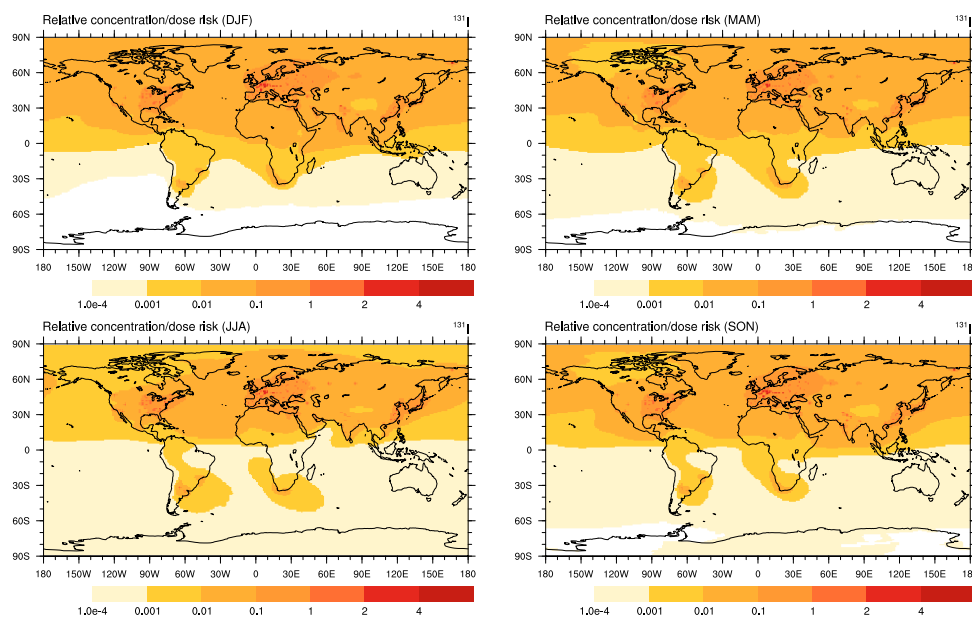 Relative concentration/dose risk (DJF) 131 I
90N
60N
30N
0
30S
60S
90S
180 150W 120W 90W 60W 30W 0 30E 60E 90E 120E 150E 180
1.0e-4 0.001 0.01 0.1 1 2 4
Relative concentration/dose risk (MAM) 131 I
90N
60N
30N
0
30S
60S
90S
180 150W 120W 90W 60W 30W 0 30E 60E 90E 120E 150E 180
1.0e-4 0.001 0.01 0.1 1 2 4
Relative concentration/dose risk (JJA) 131 I
90N
60N
30N
0
30S
60S
90S
180 150W 120W 90W 60W 30W 0 30E 60E 90E 120E 150E 180
1.0e-4 0.001 0.01 0.1 1 2 4
Relative concentration/dose risk (SON) 131 I
90N
60N
30N
0
30S
60S
90S
180 150W 120W 90W 60W 30W 0 30E 60E 90E 120E 150E 180
1.0e-4 0.001 0.01 0.1 1 2 4